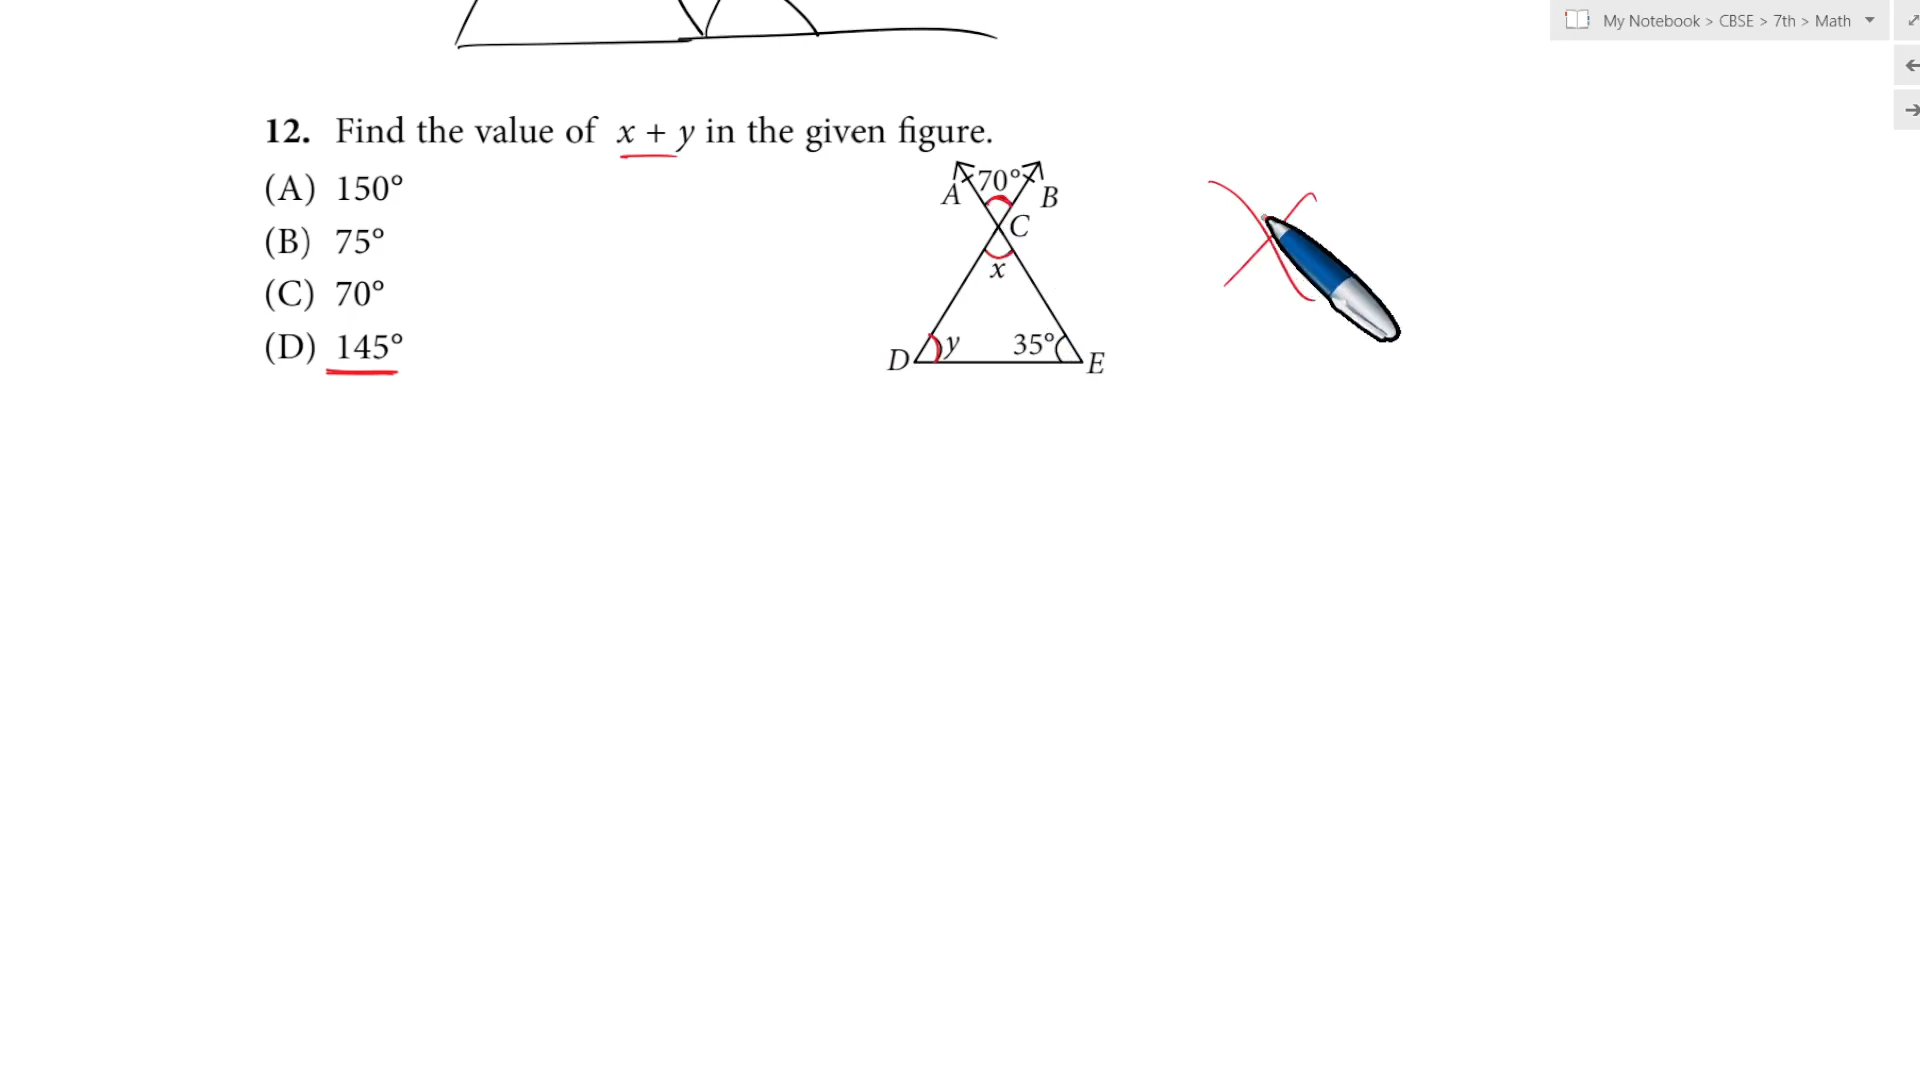 My Notebook > CBSE > 7th > Math
12. Find the value of x + y in the given figure.
(A) 150°
(B) 75°
(C) 70°
(D) 145°
A 70° B
C
x
D y 35° E